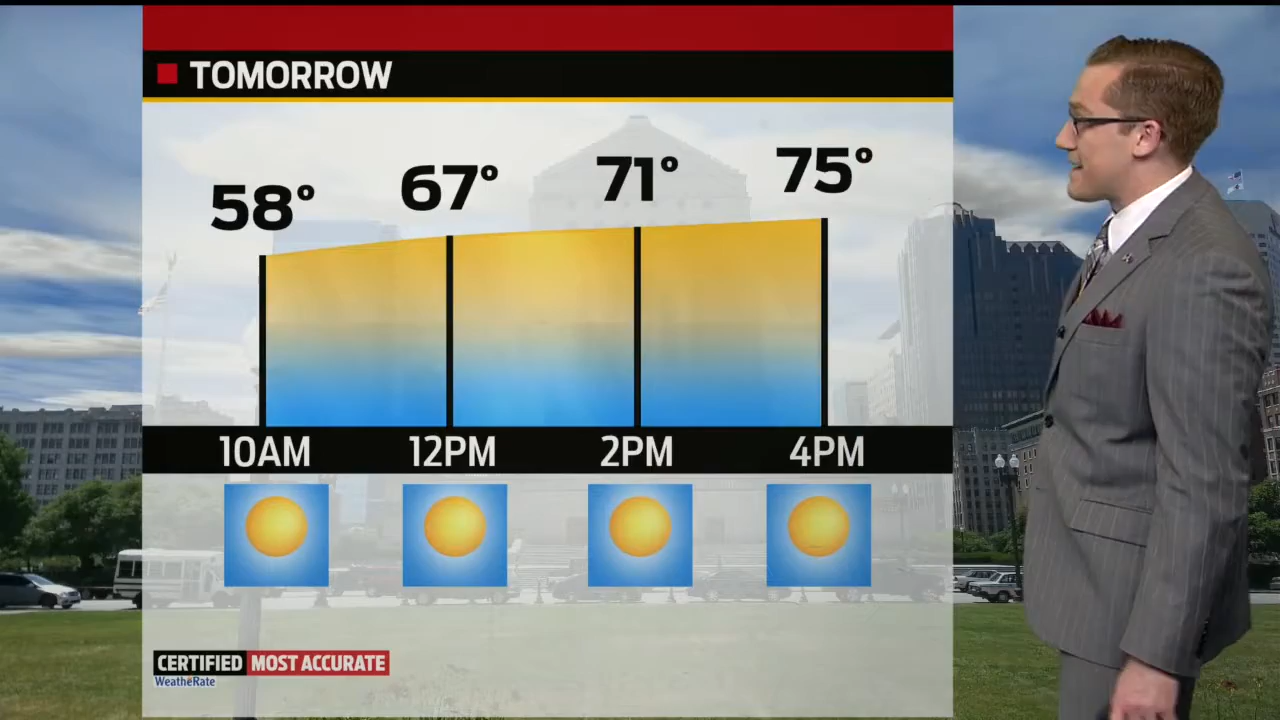 TOMORROW
58° 67° 71° 75°
10AM 12PM 2PM 4PM
CERTIFIED MOST ACCURATE
WeatheRate